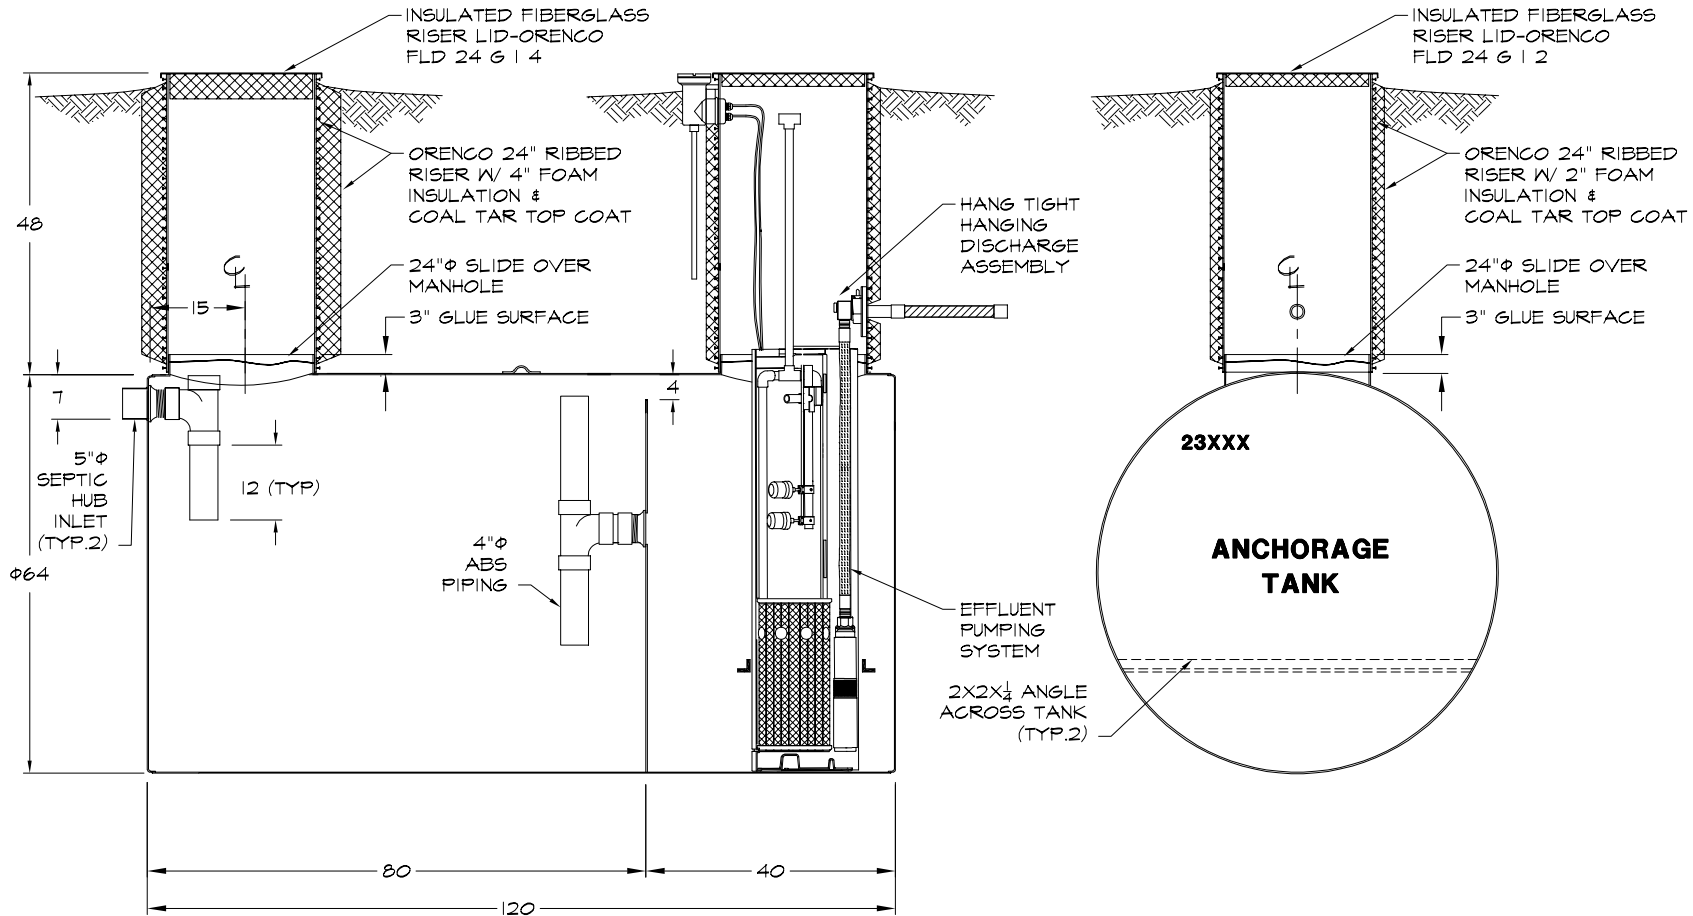 INSULATED FIBERGLASS
RISER LID-ORENCO
FLD 24 G I 4
INSULATED FIBERGLASS
RISER LID-ORENCO
FLD 24 G I 2
ORENCO 24" RIBBED
RISER W/ 4" FOAM
INSULATION &
COAL TAR TOP COAT
ORENCO 24" RIBBED
RISER W/ 2" FOAM
INSULATION &
COAL TAR TOP COAT
48
HANG TIGHT
HANGING
DISCHARGE
ASSEMBLY
CL
CL
24"Φ SLIDE OVER
MANHOLE
24"Φ SLIDE OVER
MANHOLE
15
3" GLUE SURFACE
3" GLUE SURFACE
7
4
23XXX
5"Φ
SEPTIC
HUB
INLET
(TYP.2)
12 (TYP)
Φ64
4"Φ
ABS
PIPING
ANCHORAGE
TANK
EFFLUENT
PUMPING
SYSTEM
2X2X¼ ANGLE
ACROSS TANK
(TYP.2)
80
40
120